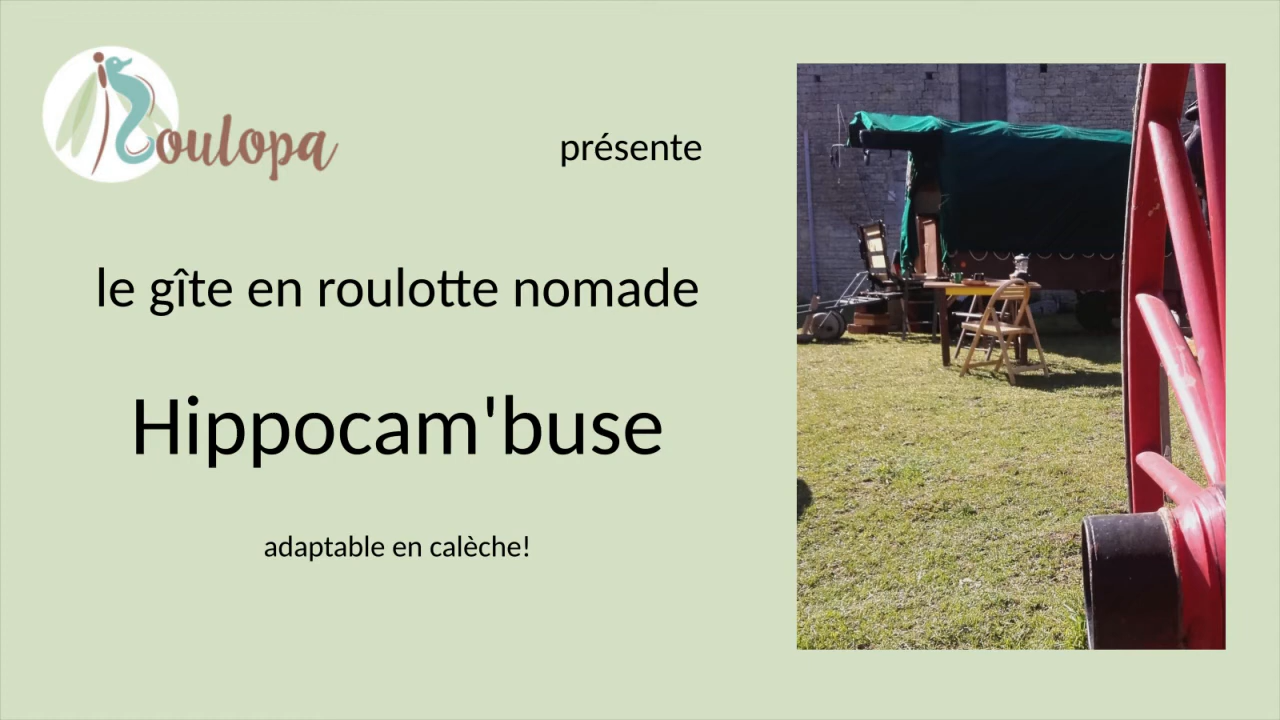 Roulopa
présente
le gîte en roulotte nomade
Hippocam'buse
adaptable en calèche!